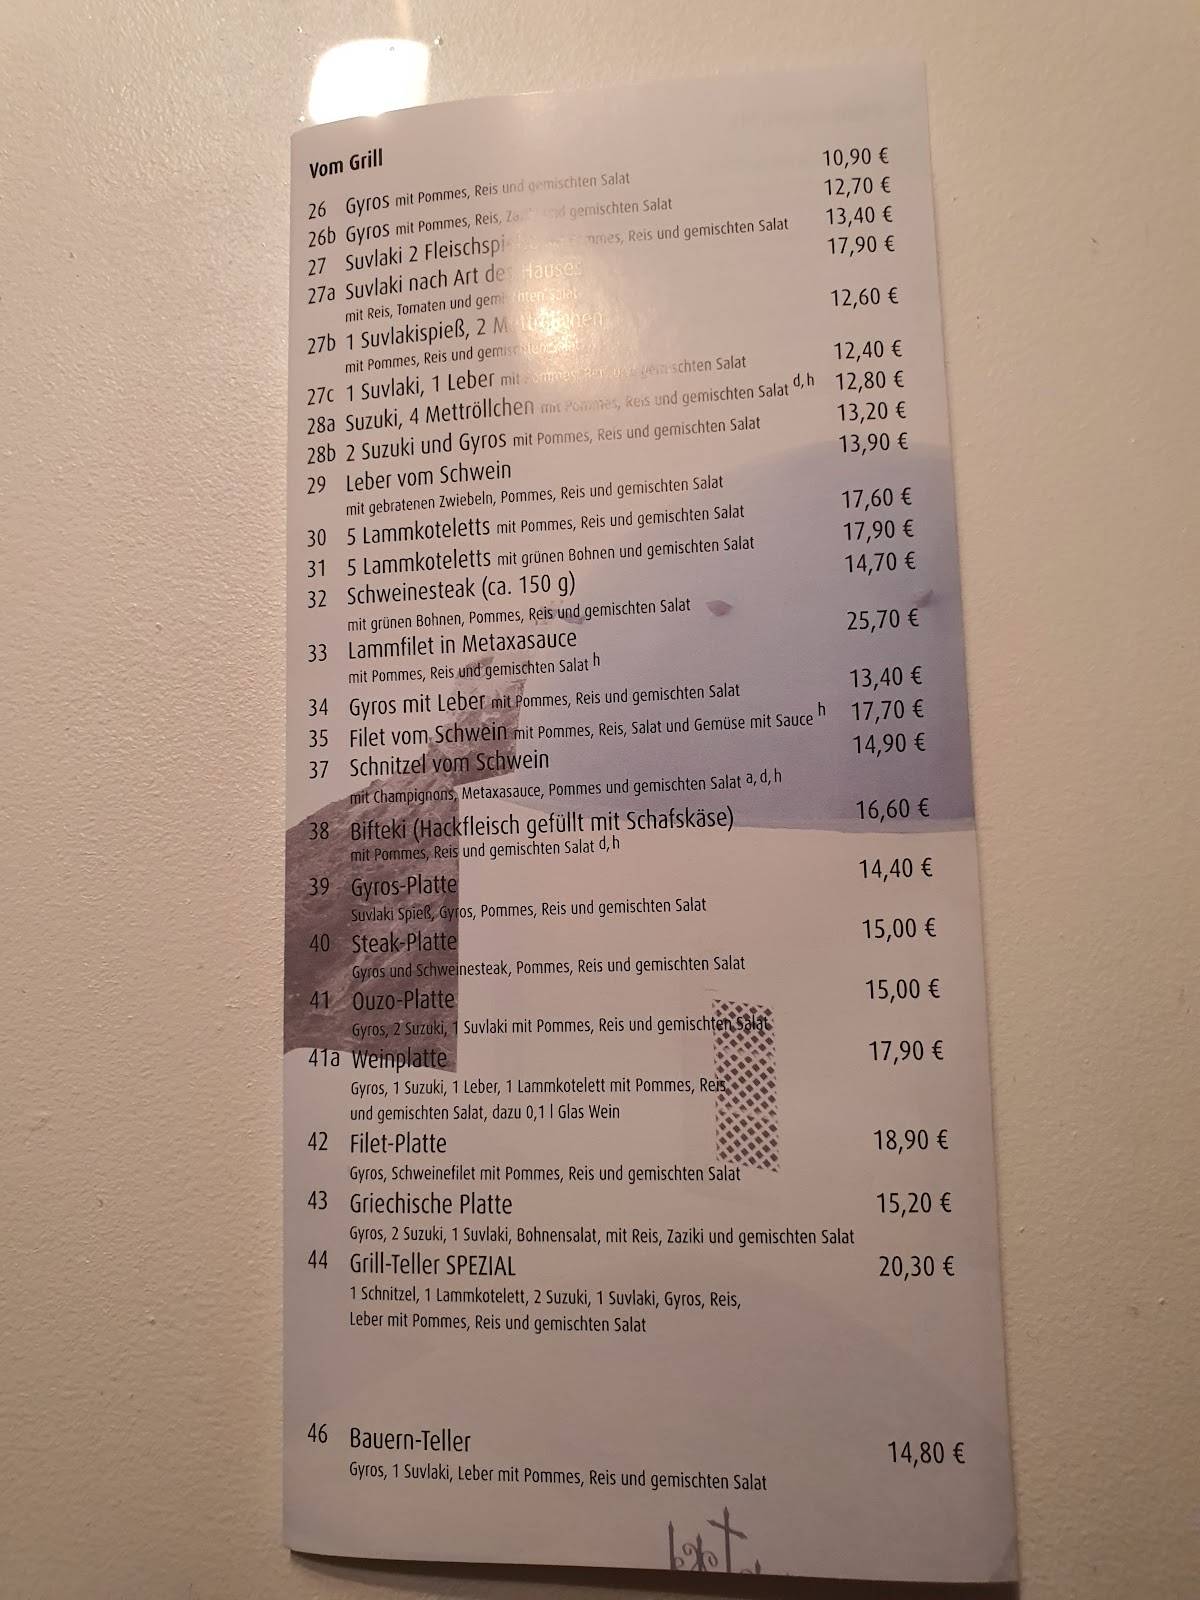 Vom Grill
26 Gyros mit Pommes, Reis und gemischten Salat 10,90 €
26b Gyros mit Pommes, Reis, und gemischten Salat 12,70 €
27 Suvlaki 2 Reis und gemischten Salat 13,40 €
27a Suvlaki nach Art des Hauses 17,90 €
mit Reis, Tomaten und gemischten Salat
27b 1 Suvlakispieß, 2 Mettröllchen 12,60 €
mit Pommes, Reis und gemischten Salat
27c 1 Suvlaki, 1 Leber mit Pommes, Reis und gemischten Salat 12,40 €
28a Suzuki, 4 Mettröllchen mit Pommes, Reis und gemischten Salat d, h 12,80 €
28b 2 Suzuki und Gyros mit Pommes, Reis und gemischten Salat 13,20 €
29 Leber vom Schwein 13,90 €
mit gebratenen Zwiebeln, Pommes, Reis und gemischten Salat
30 5 Lammkoteletts mit Pommes, Reis und gemischten Salat 17,60 €
31 5 Lammkoteletts mit grünen Bohnen und gemischten Salat 17,90 €
32 Schweinesteak (ca. 150 g) 14,70 €
mit grünen Bohnen, Pommes, Reis und gemischten Salat
33 Lammfilet in Metaxasauce 25,70 €
mit Pommes, Reis und gemischten Salat h
34 Gyros mit Leber mit Pommes, Reis und gemischten Salat 13,40 €
35 Filet vom Schwein mit Pommes, Reis, Salat und Gemüse mit Sauce h 17,70 €
37 Schnitzel vom Schwein 14,90 €
mit Champignons, Metaxasauce, Pommes und gemischten Salat a, d, h
38 Bifteki (Hackfleisch gefüllt mit Schafskäse) 16,60 €
mit Pommes, Reis und gemischten Salat d, h
39 Gyros-Platte 14,40 €
Suvlaki Spieß, Gyros, Pommes, Reis und gemischten Salat
40 Steak-Platte 15,00 €
Gyros und Schweinesteak, Pommes, Reis und gemischten Salat
41 Ouzo-Platte 15,00 €
Gyros, 2 Suzuki, 1 Suvlaki mit Pommes, Reis und gemischten Salat
41a Weinplatte 17,90 €
Gyros, 1 Suzuki, 1 Leber, 1 Lammkotelett mit Pommes, Reis
und gemischten Salat, dazu 0,1 l Glas Wein
42 Filet-Platte 18,90 €
Gyros, Schweinefilet mit Pommes, Reis und gemischten Salat
43 Griechische Platte 15,20 €
Gyros, 2 Suzuki, 1 Suvlaki, Bohnensalat, mit Reis, Zaziki und gemischten Salat
44 Grill-Teller SPEZIAL 20,30 €
1 Schnitzel, 1 Lammkotelett, 2 Suzuki, 1 Suvlaki, Gyros, Reis,
Leber mit Pommes, Reis und gemischten Salat
46 Bauern-Teller 14,80 €
Gyros, 1 Suvlaki, Leber mit Pommes, Reis und gemischten Salat